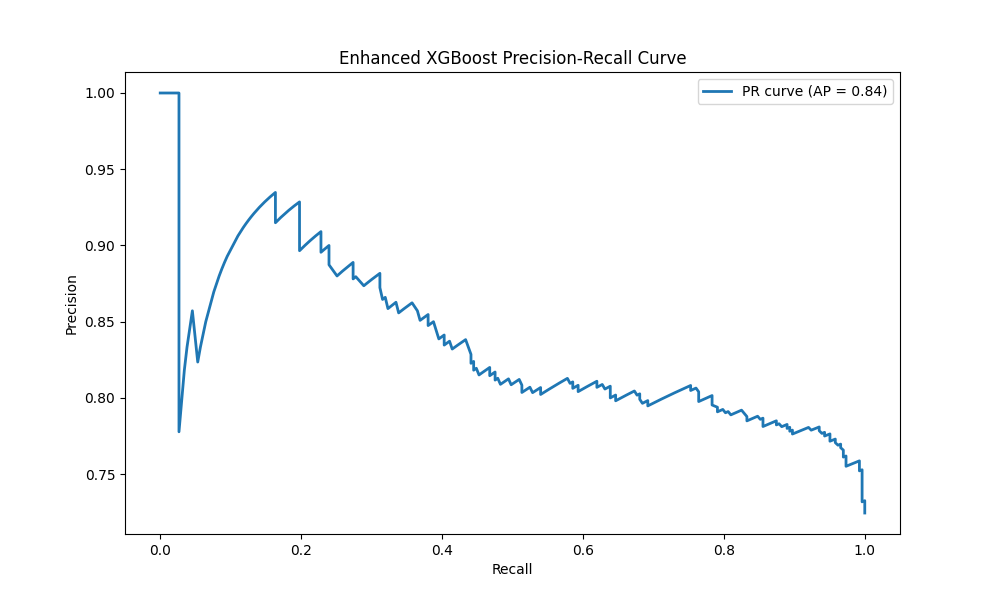 Enhanced XGBoost Precision-Recall Curve
PR curve (AP = 0.84)
1.00
0.95
0.90
0.85
0.80
0.75
Precision
0.0 0.2 0.4 0.6 0.8 1.0
Recall